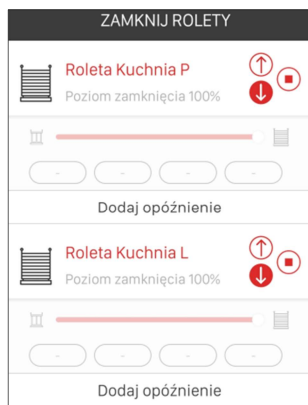 ZAMKNIJ ROLETY
Roleta Kuchnia P
Poziom zamknięcia 100%
- - - -
Dodaj opóźnienie
Roleta Kuchnia L
Poziom zamknięcia 100%
- - - -
Dodaj opóźnienie